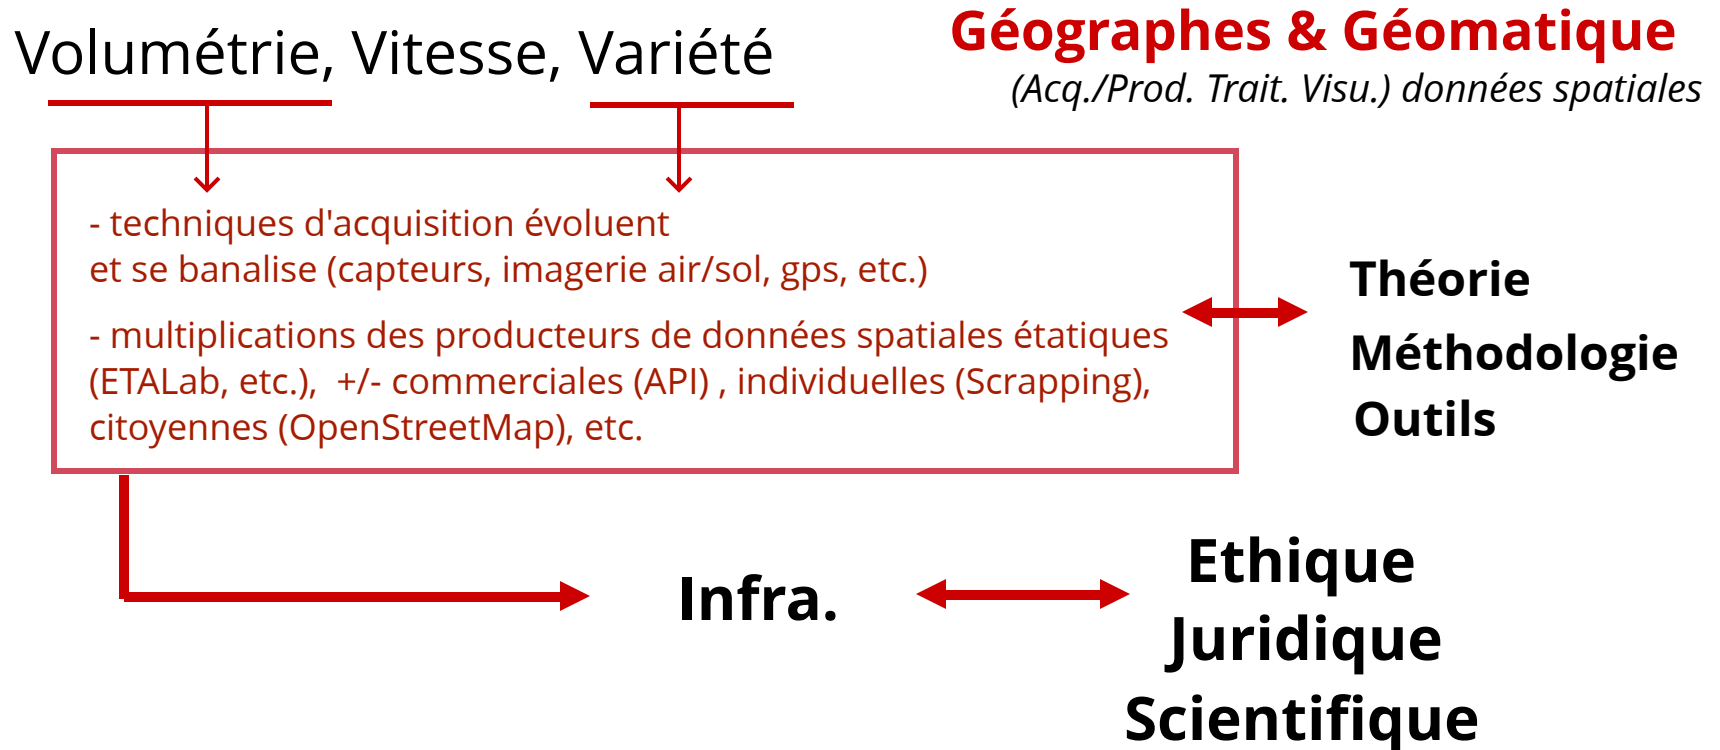 Volumétrie, Vitesse, Variété
Géographes & Géomatique
(Acq./Prod. Trait. Visu.) données spatiales
- techniques d'acquisition évoluent
et se banalise (capteurs, imagerie air/sol, gps, etc.)
- multiplications des producteurs de données spatiales étatiques
(ETALab, etc.),  +/- commerciales (API) , individuelles (Scrapping),
citoyennes (OpenStreetMap), etc.
Théorie
Méthodologie
Outils
Infra.
Ethique
Juridique
Scientifique